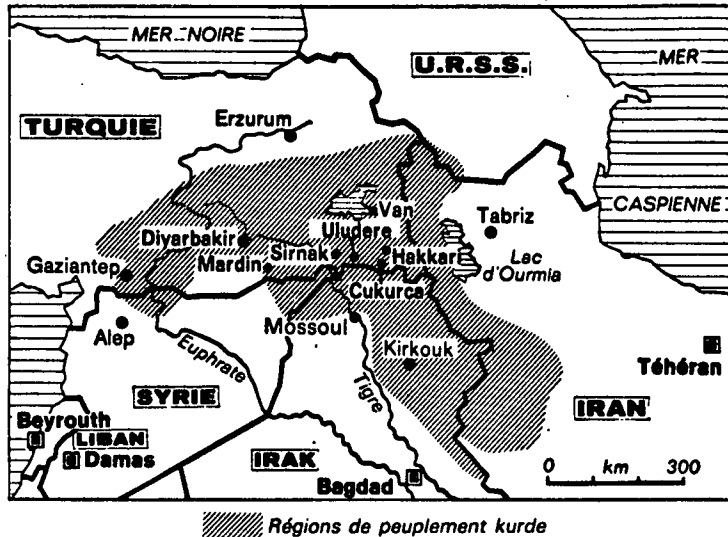 MER NOIRE
U.R.S.S.
MER
CASPIENNE
TURQUIE
Erzurum
Van
Uludere
Tabriz
Diyarbakir
Sirnak
Hakkari
Lac
d'Ourmia
Gaziantep
Mardin
Cukurca
Alep
Mossoul
Euphrate
Kirkouk
Téhéran
Tigre
SYRIE
Beyrouth
LIBAN
Damas
IRAK
IRAN
Bagdad
0 km 300
Régions de peuplement kurde